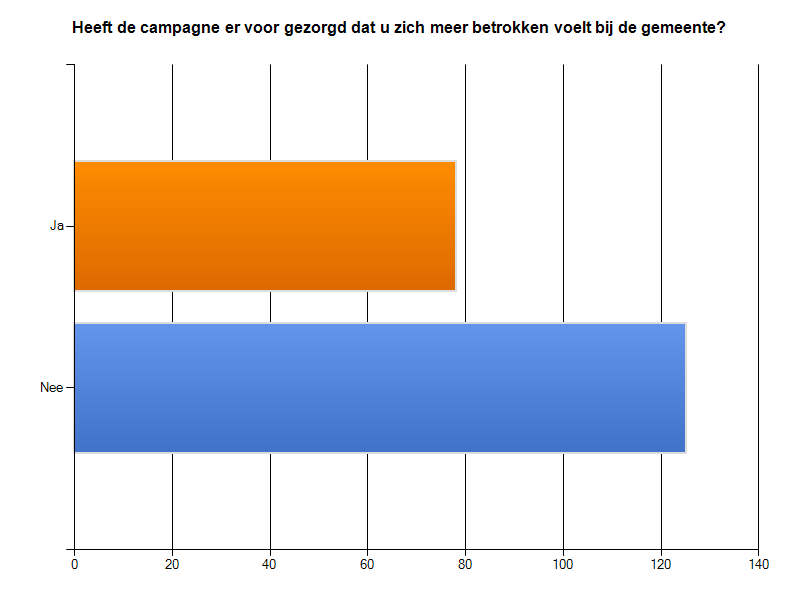 Heeft de campagne er voor gezorgd dat u zich meer betrokken voelt bij de gemeente?
Ja
Nee
0 20 40 60 80 100 120 140